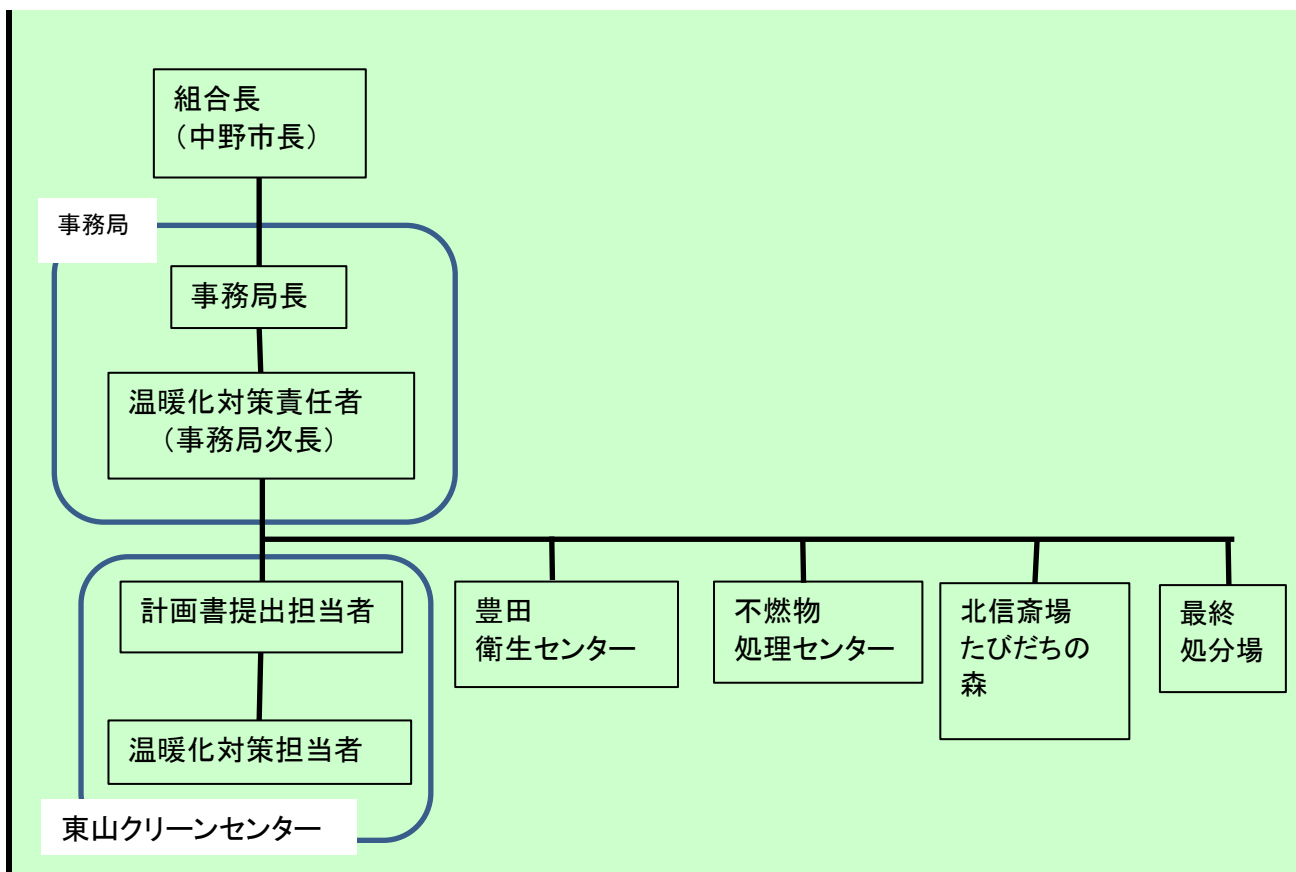 組合長
（中野市長）
事務局
事務局長
温暖化対策責任者
（事務局次長）
計画書提出担当者
温暖化対策担当者
東山クリーンセンター
豊田
衛生センター
不燃物
処理センター
北信斎場
たびだちの
森
最終
処分場